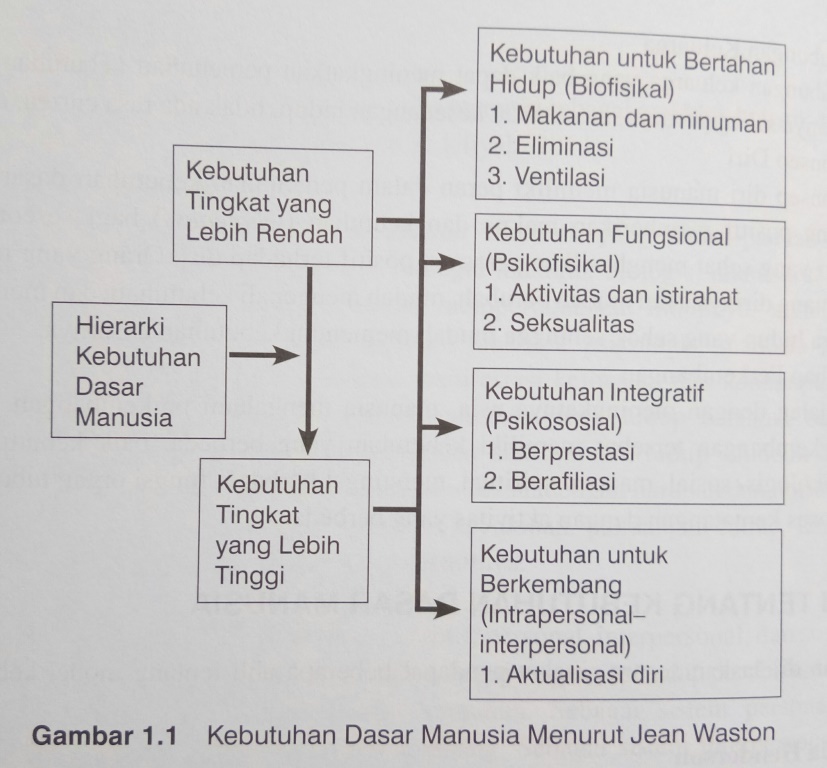 Kebutuhan untuk Bertahan
Hidup (Biofisikal)
1. Makanan dan minuman
2. Eliminasi
3. Ventilasi
Kebutuhan
Tingkat yang
Lebih Rendah
Kebutuhan Fungsional
(Psikofisikal)
1. Aktivitas dan istirahat
2. Seksualitas
Hierarki
Kebutuhan
Dasar
Manusia
Kebutuhan Integratif
(Psikososial)
1. Berprestasi
2. Berafiliasi
Kebutuhan
Tingkat
yang Lebih
Tinggi
Kebutuhan untuk
Berkembang
(Intrapersonal–
interpersonal)
1. Aktualisasi diri
Gambar 1.1 Kebutuhan Dasar Manusia Menurut Jean Waston